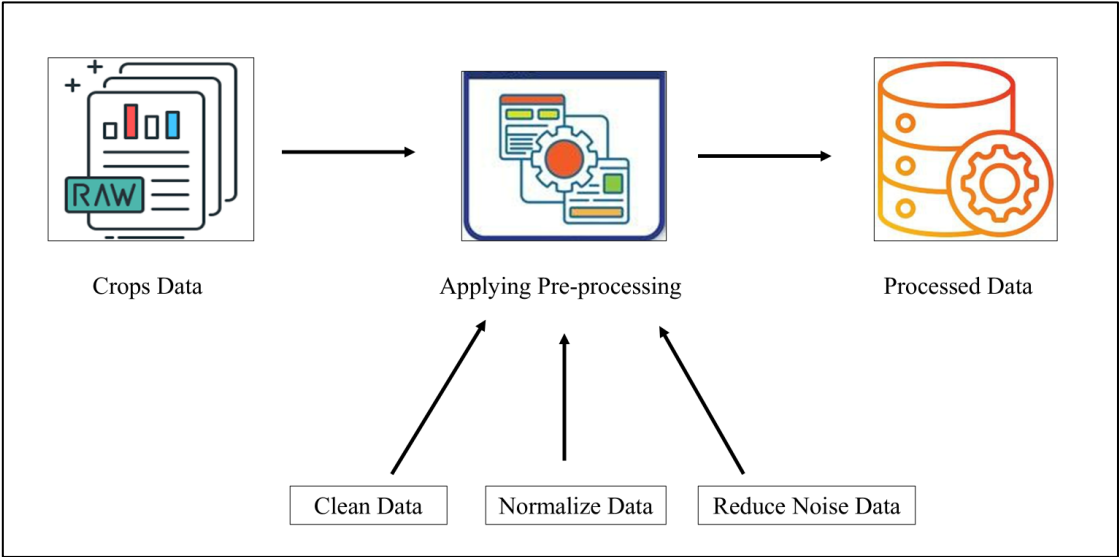 RAW
Crops Data
Applying Pre-processing
Processed Data
Clean Data
Normalize Data
Reduce Noise Data